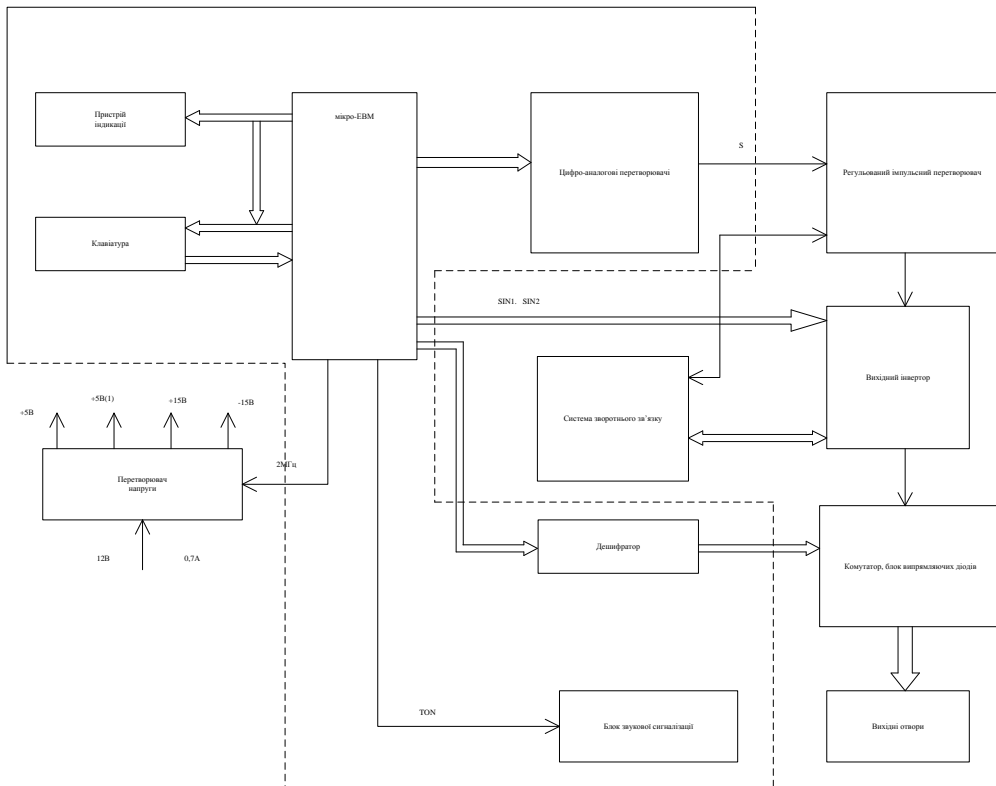 Пристрій
індикації
мікро-ЕВМ
Цифро-аналогові перетворювачі
S
Регульований імпульсний перетворювач
Клавіатура
SIN1. SIN2
Вихідний інвертор
Система зворотнього зв'язку
+5В
+5В(1)
+15В
-15В
2МГц
Перетворювач
напруги
12В
0,7А
Дешифратор
Комутатор, блок випрямляючих діодів
TON
Блок звукової сигналізації
Вихідні отвори